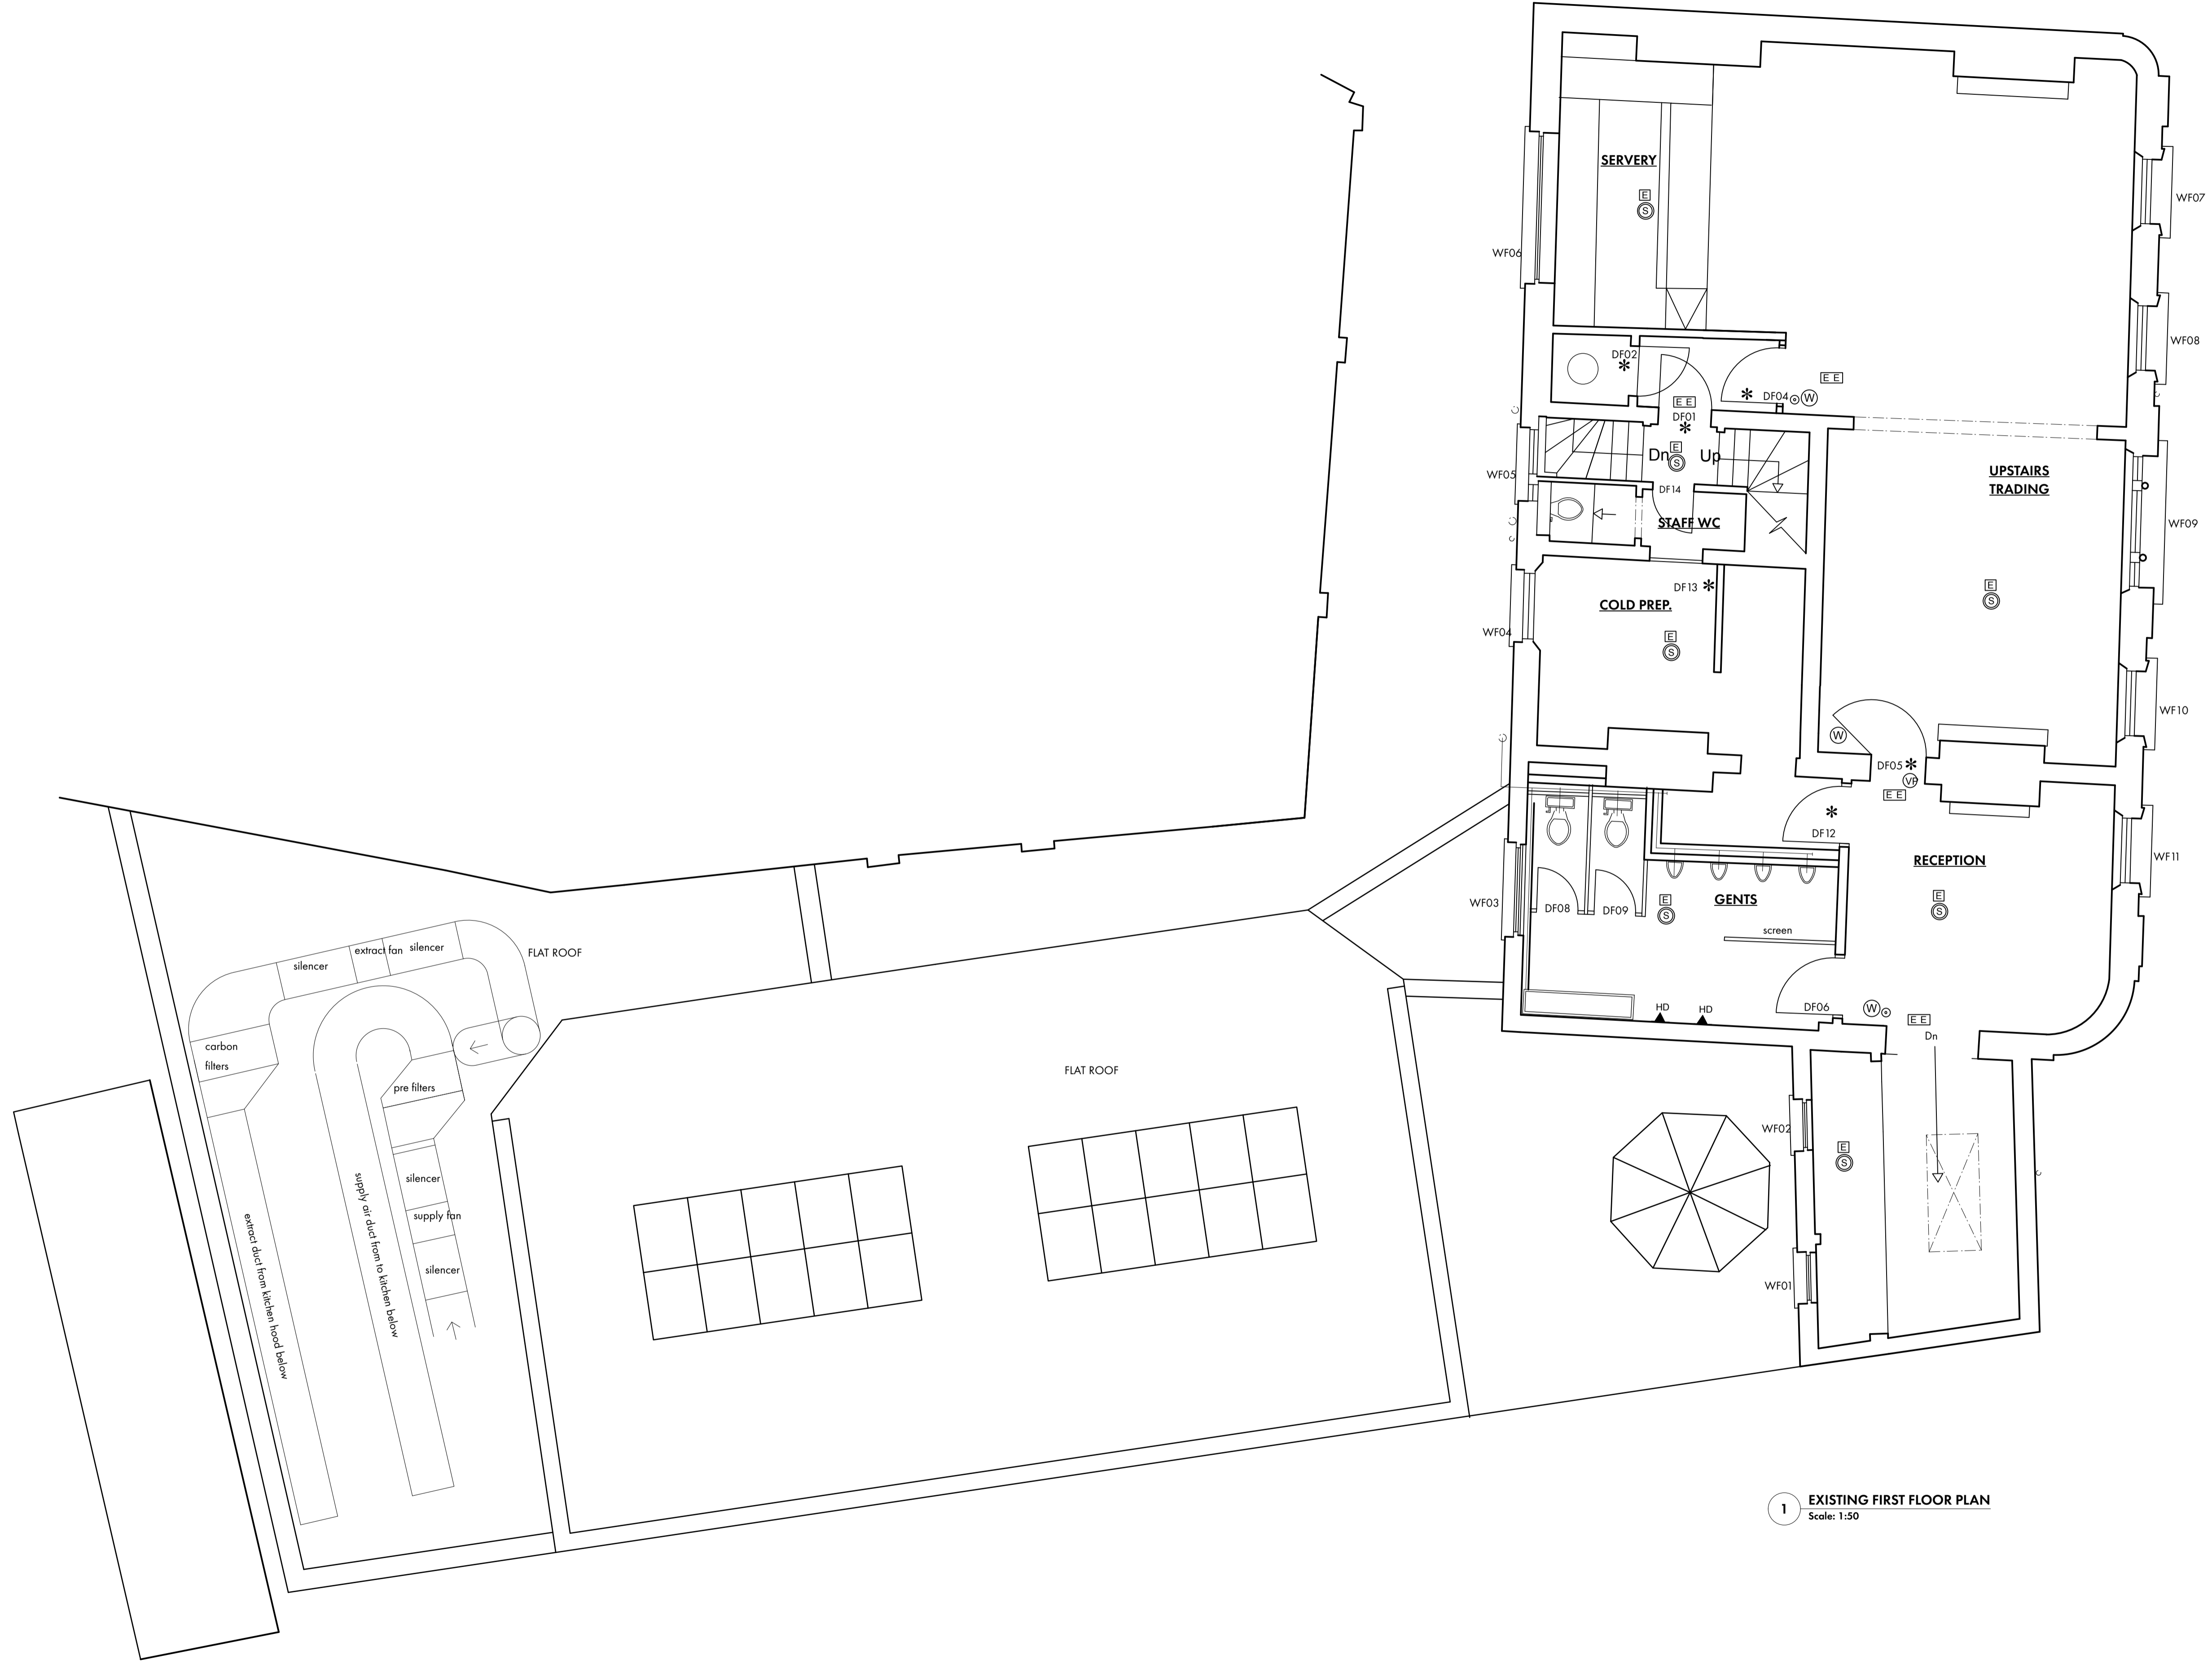 SERVERY
E
S
WF07
WF06
WF08
DF02
E E
DF04
W
E E
DF01
Dn
E
S
Up
UPSTAIRS
TRADING
WF05
DF14
STAFF WC
WF09
DF13
COLD PREP.
E
S
WF04
E
S
WF10
W
DF05
VP
E E
DF12
WF11
RECEPTION
E
S
GENTS
E
S
WF03
DF08
DF09
screen
DF06
W
HD
HD
E E
Dn
FLAT ROOF
silencer
extract fan
silencer
carbon
filters
pre filters
silencer
supply fan
silencer
supply air duct from to kitchen below
extract duct from kitchen hood below
FLAT ROOF
WF02
E
S
WF01
1
EXISTING FIRST FLOOR PLAN
Scale: 1:50